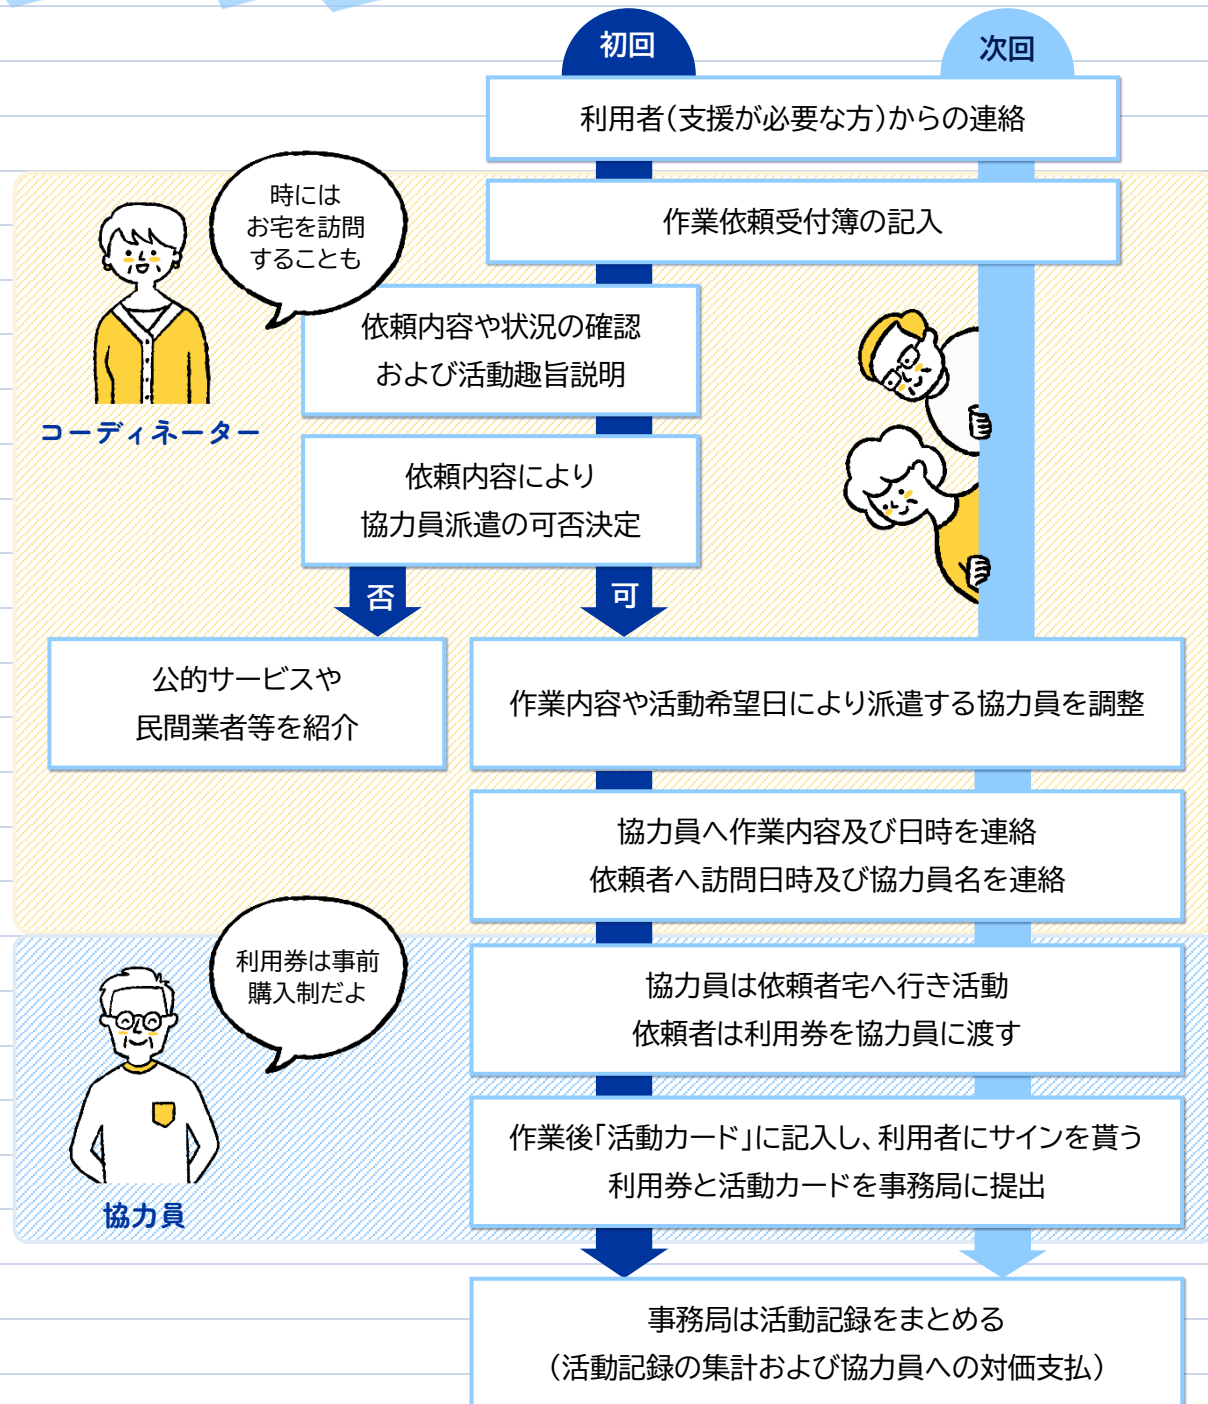 初回
次回
利用者(支援が必要な方)からの連絡
作業依頼受付簿の記入
時には
お宅を訪問
することも
コーディネーター
依頼内容や状況の確認
および活動趣旨説明
依頼内容により
協力員派遣の可否決定
否
可
公的サービスや
民間業者等を紹介
作業内容や活動希望日により派遣する協力員を調整
協力員へ作業内容及び日時を連絡
依頼者へ訪問日時及び協力員名を連絡
利用券は事前
購入制だよ
協力員
協力員は依頼者宅へ行き活動
依頼者は利用券を協力員に渡す
作業後「活動カード」に記入し、利用者にサインを貰う
利用券と活動カードを事務局に提出
事務局は活動記録をまとめる
（活動記録の集計および協力員への対価支払）